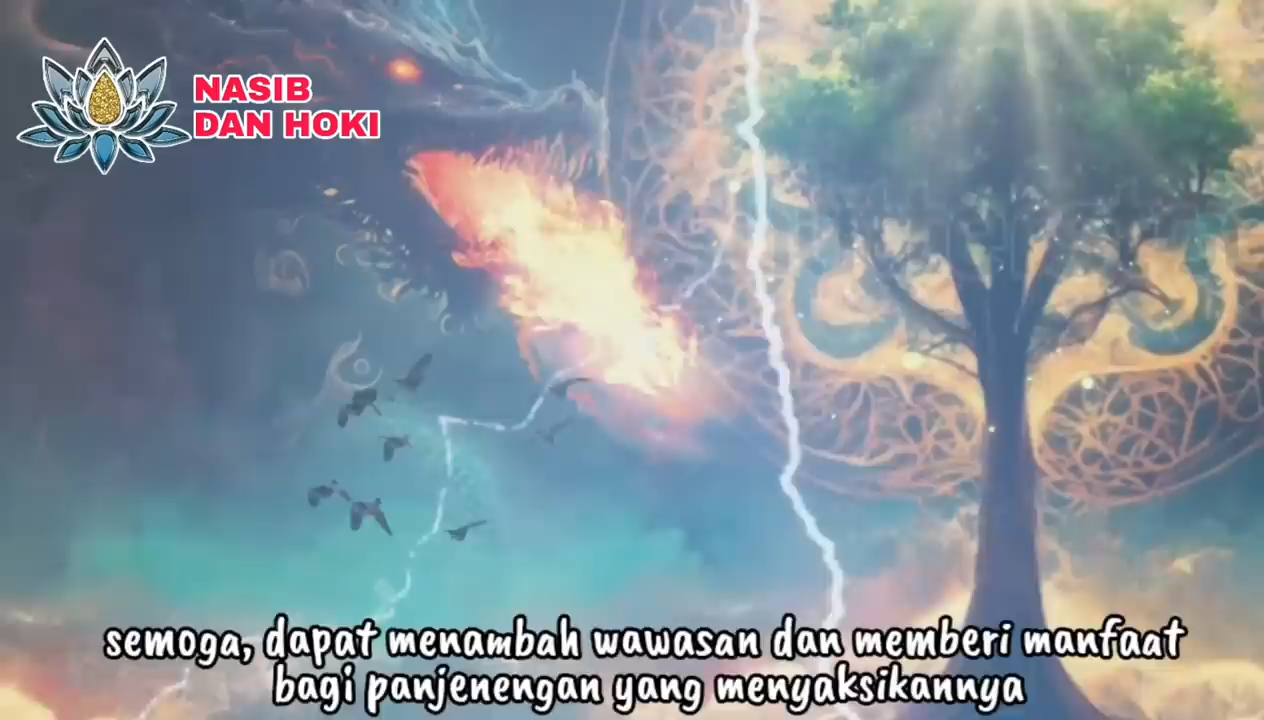 NASIB
DAN HOKI
semoga, dapat menambah wawasan dan memberi manfaat
bagi panjenengan yang menyaksikannya